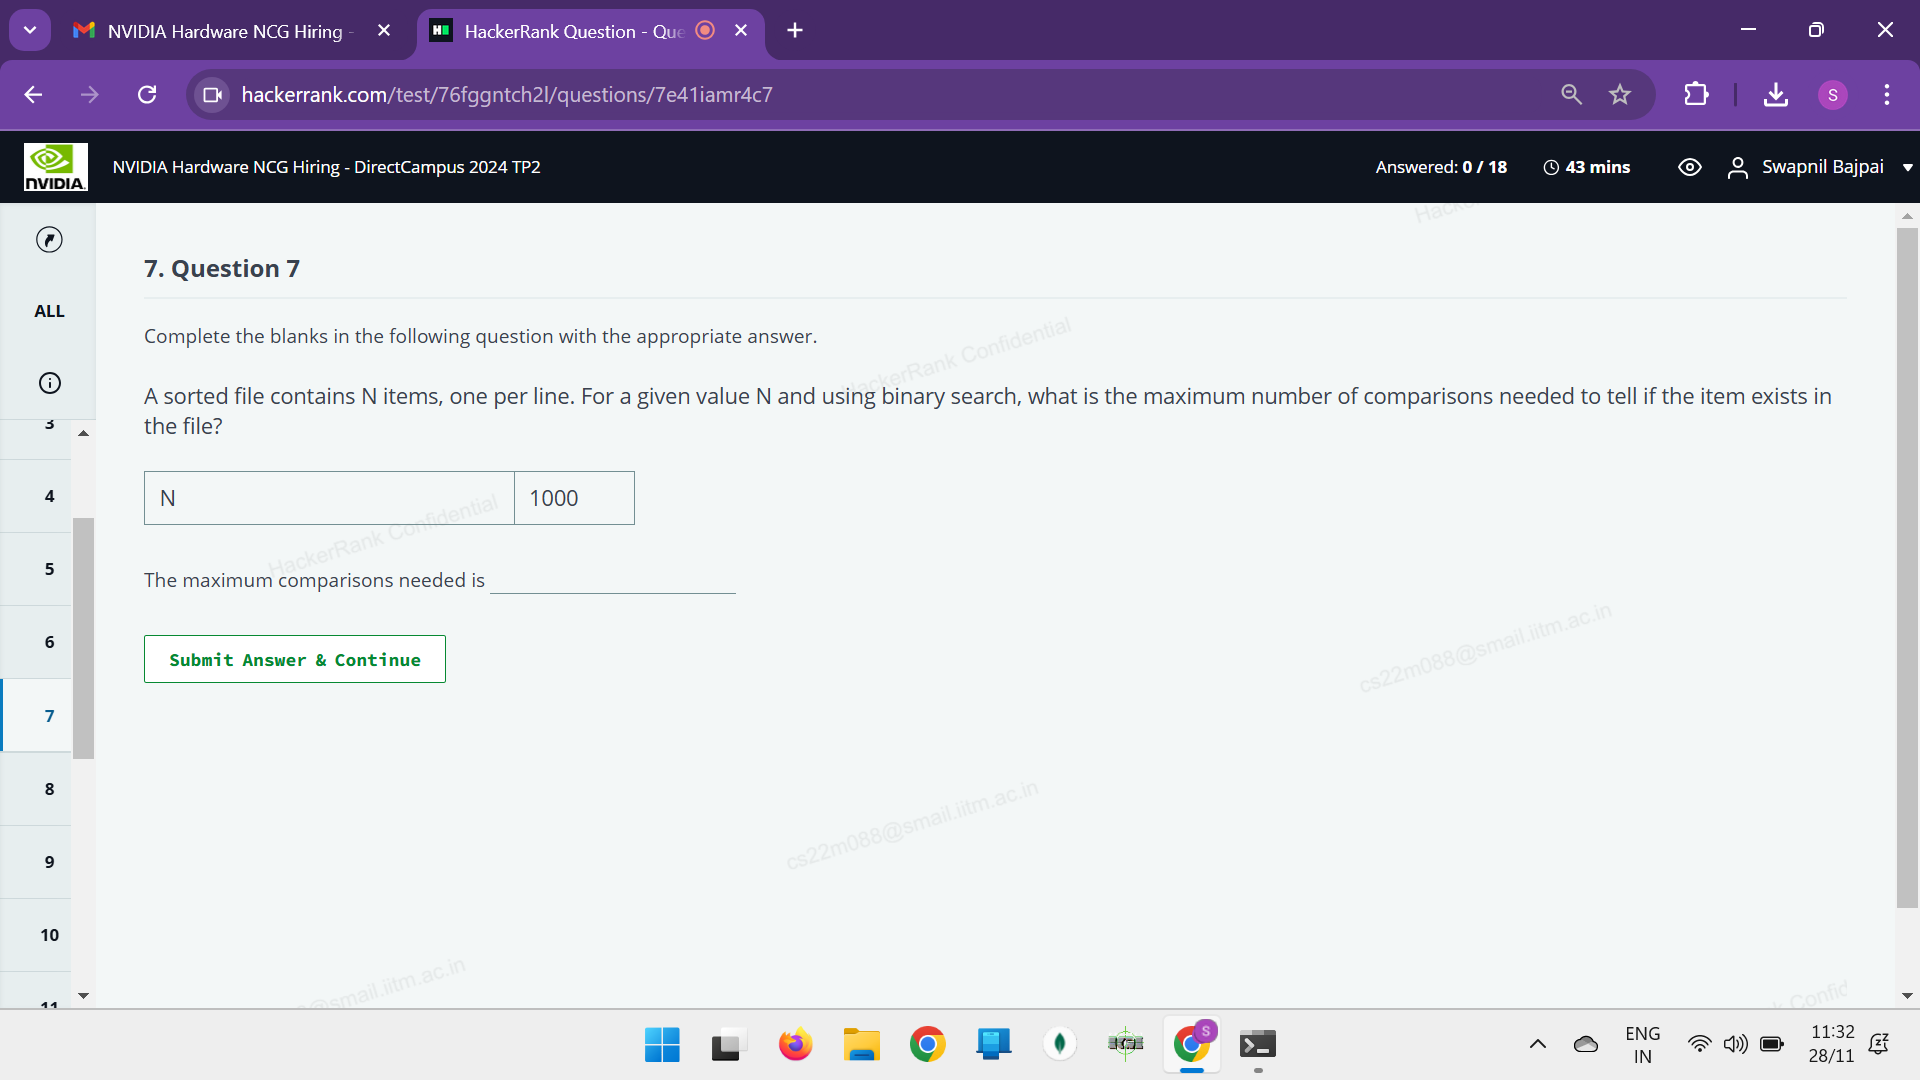 NVIDIA Hardware NCG Hiring -
HackerRank Question - Que
hackerrank.com/test/76fggntch2l/questions/7e41iamr4c7
S
NVIDIA
NVIDIA Hardware NCG Hiring - DirectCampus 2024 TP2
Answered: 0 / 18
43 mins
Swapnil Bajpai
ALL
3
4
5
6
7
8
9
10
11
7. Question 7
Complete the blanks in the following question with the appropriate answer.
A sorted file contains N items, one per line. For a given value N and using binary search, what is the maximum number of comparisons needed to tell if the item exists in
the file?
N 1000
The maximum comparisons needed is
Submit Answer & Continue
HackerRank Confidential
HackerRank Confidential
cs22m088@smail.iitm.ac.in
cs22m088@smail.iitm.ac.in
@smail.iitm.ac.in
S
ENG
IN
11:32
28/11